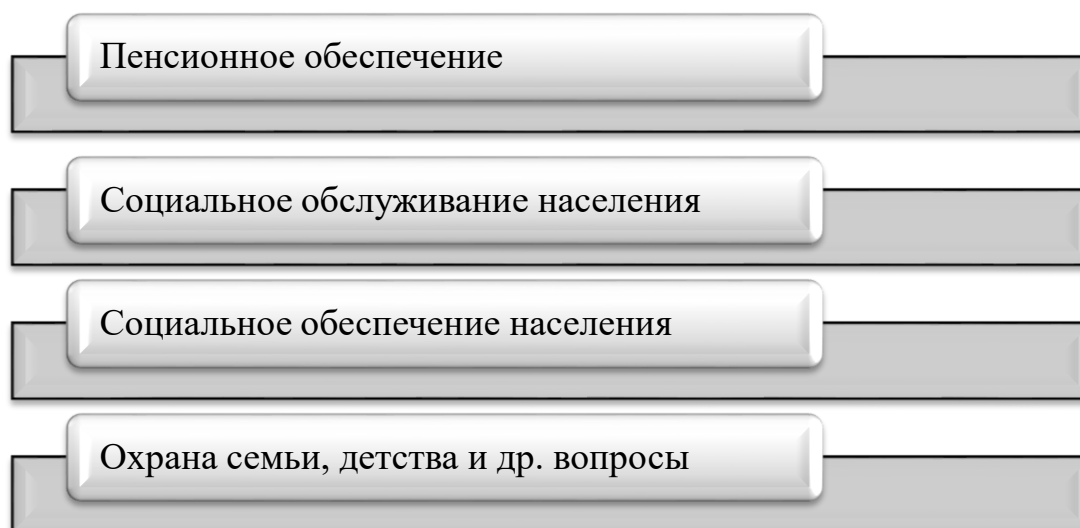 Пенсионное обеспечение
Социальное обслуживание населения
Социальное обеспечение населения
Охрана семьи, детства и др. вопросы